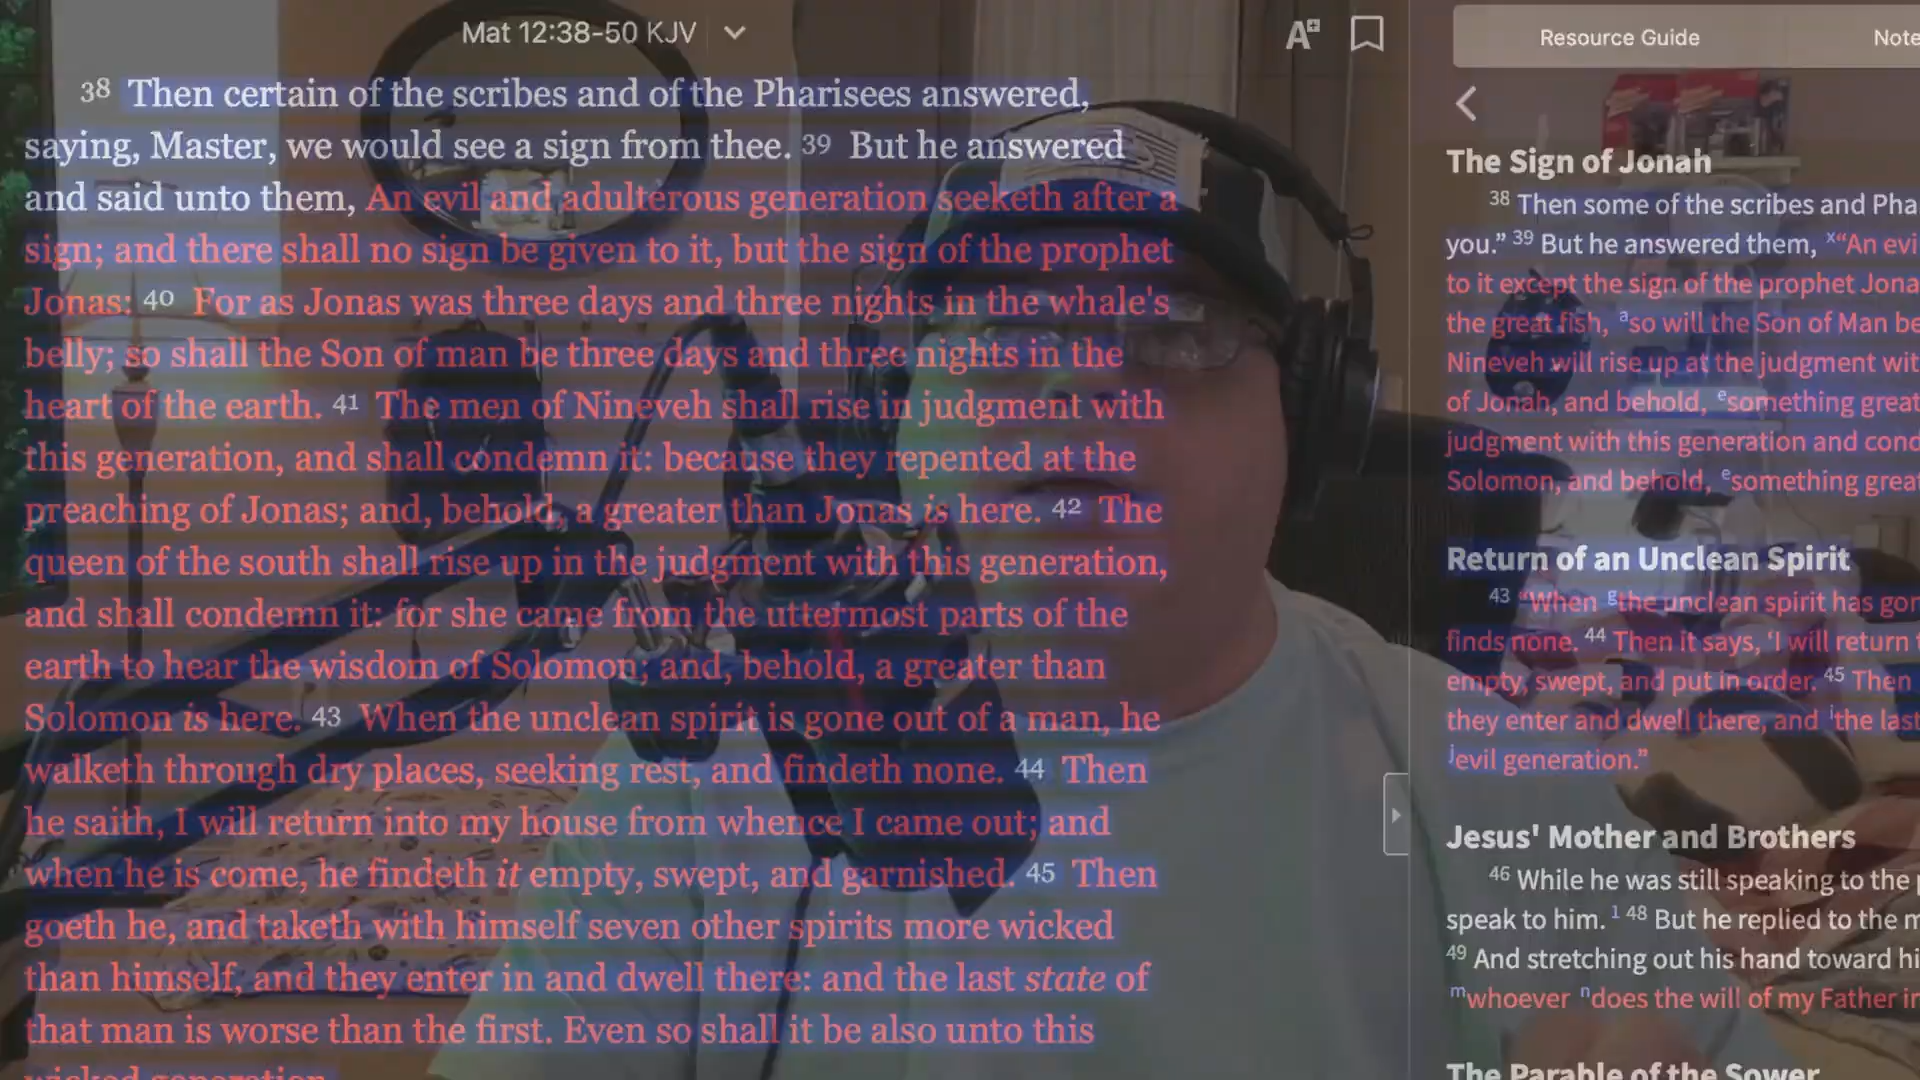 Mat 12:38-50 KJV
38 Then certain of the scribes and of the Pharisees answered,
saying, Master, we would see a sign from thee. 39 But he answered
and said unto them, An evil and adulterous generation seeketh after a
sign; and there shall no sign be given to it, but the sign of the prophet
Jonas: 40 For as Jonas was three days and three nights in the whale's
belly; so shall the Son of man be three days and three nights in the
heart of the earth. 41 The men of Nineveh shall rise in judgment with
this generation, and shall condemn it: because they repented at the
preaching of Jonas; and, behold, a greater than Jonas is here. 42 The
queen of the south shall rise up in the judgment with this generation,
and shall condemn it: for she came from the uttermost parts of the
earth to hear the wisdom of Solomon; and, behold, a greater than
Solomon is here. 43 When the unclean spirit is gone out of a man, he
walketh through dry places, seeking rest, and findeth none. 44 Then
he saith, I will return into my house from whence I came out; and
when he is come, he findeth it empty, swept, and garnished. 45 Then
goeth he, and taketh with himself seven other spirits more wicked
than himself, and they enter in and dwell there: and the last state of
that man is worse than the first. Even so shall it be also unto this
wicked generation.
Resource Guide
Note
The Sign of Jonah
38 Then some of the scribes and Pha
you.” 39 But he answered them, x“An evi
to it except the sign of the prophet Jona
the great fish, a so will the Son of Man be
Nineveh will rise up at the judgment wit
of Jonah, and behold, e something great
judgment with this generation and cond
Solomon, and behold, e something great
Return of an Unclean Spirit
43 “When g the unclean spirit has gon
finds none. 44 Then it says, ‘I will return
empty, swept, and put in order. 45 Then
they enter and dwell there, and i the last
j evil generation.”
Jesus' Mother and Brothers
46 While he was still speaking to the p
speak to him. 1 48 But he replied to the m
49 And stretching out his hand toward hi
m whoever n does the will of my Father in
The Parable of the Sower